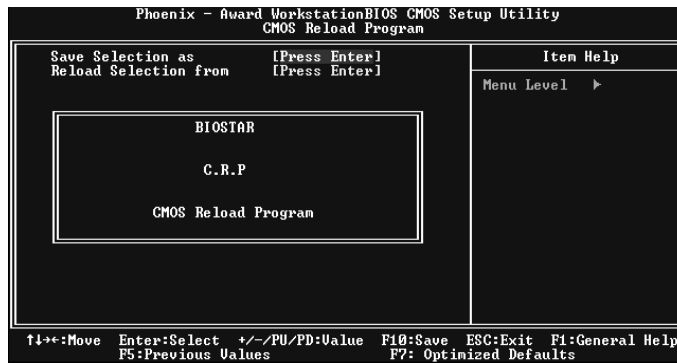 Phoenix - Award WorkstationBIOS CMOS Setup Utility
CMOS Reload Program
Save Selection as [Press Enter]
Reload Selection from [Press Enter]
Item Help
Menu Level ▶
BIOSTAR
C.R.P
CMOS Reload Program
↑↓→←:Move Enter:Select +/-/PU/PD:Value F10:Save ESC:Exit F1:General Help
F5:Previous Values F7: Optimized Defaults